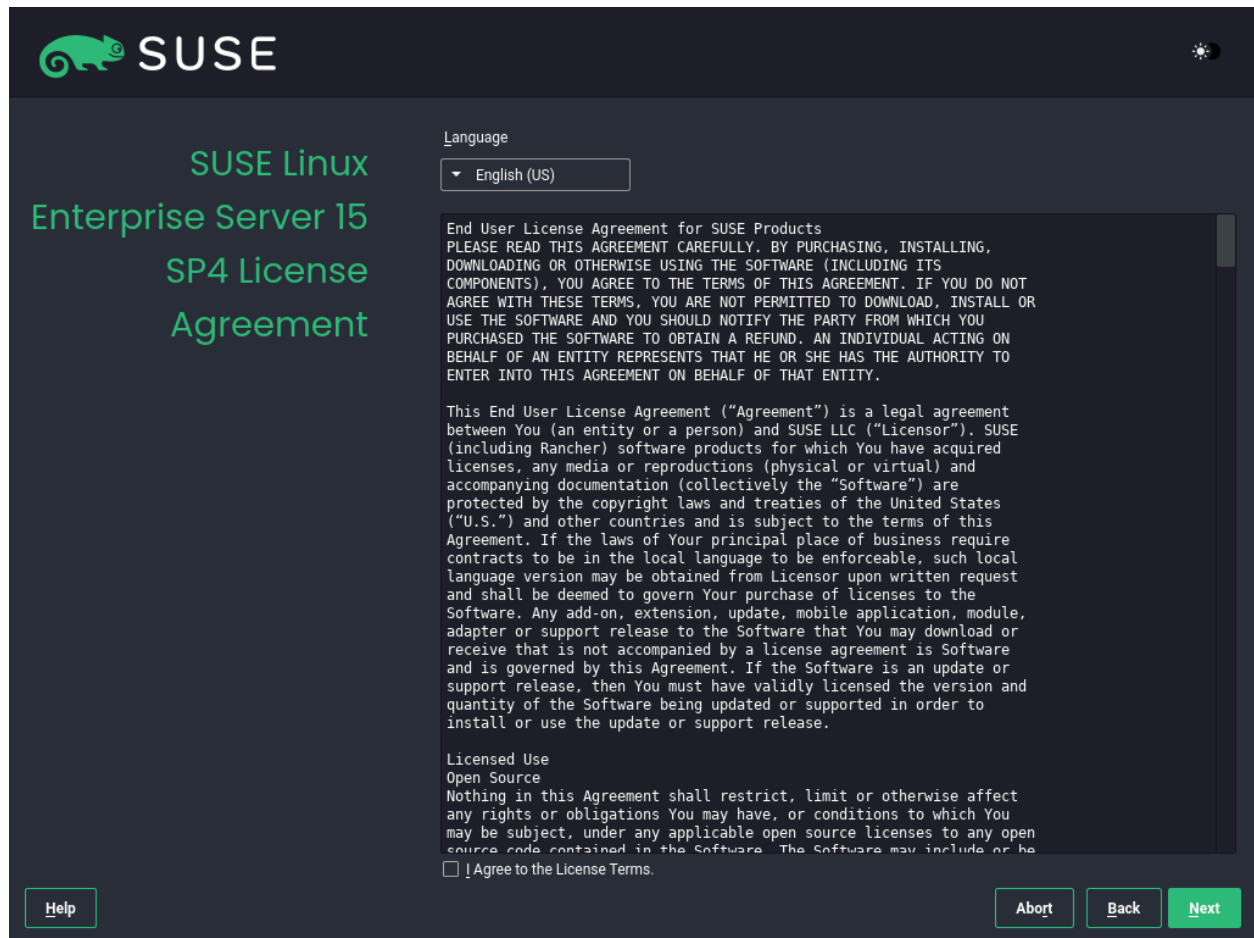 SUSE
SUSE Linux
Enterprise Server 15
SP4 License
Agreement
Language
English (US)
End User License Agreement for SUSE Products
PLEASE READ THIS AGREEMENT CAREFULLY. BY PURCHASING, INSTALLING,
DOWNLOADING OR OTHERWISE USING THE SOFTWARE (INCLUDING ITS
COMPONENTS), YOU AGREE TO THE TERMS OF THIS AGREEMENT. IF YOU DO NOT
AGREE WITH THESE TERMS, YOU ARE NOT PERMITTED TO DOWNLOAD, INSTALL OR
USE THE SOFTWARE AND YOU SHOULD NOTIFY THE PARTY FROM WHICH YOU
PURCHASED THE SOFTWARE TO OBTAIN A REFUND. AN INDIVIDUAL ACTING ON
BEHALF OF AN ENTITY REPRESENTS THAT HE OR SHE HAS THE AUTHORITY TO
ENTER INTO THIS AGREEMENT ON BEHALF OF THAT ENTITY.
This End User License Agreement (“Agreement”) is a legal agreement
between You (an entity or a person) and SUSE LLC (“Licensor”). SUSE
(including Rancher) software products for which You have acquired
licenses, any media or reproductions (physical or virtual) and
accompanying documentation (collectively the “Software”) are
protected by the copyright laws and treaties of the United States
(“U.S.”) and other countries and is subject to the terms of this
Agreement. If the laws of Your principal place of business require
contracts to be in the local language to be enforceable, such local
language version may be obtained from Licensor upon written request
and shall be deemed to govern Your purchase of licenses to the
Software. Any add-on, extension, update, mobile application, module,
adapter or support release to the Software that You may download or
receive that is not accompanied by a license agreement is Software
and is governed by this Agreement. If the Software is an update or
support release, then You must have validly licensed the version and
quantity of the Software being updated or supported in order to
install or use the update or support release.
Licensed Use
Open Source
Nothing in this Agreement shall restrict, limit or otherwise affect
any rights or obligations You may have, or conditions to which You
may be subject, under any applicable open source licenses to any open
source code contained in the Software. The Software may include or be
I Agree to the License Terms.
Help
Abort
Back
Next